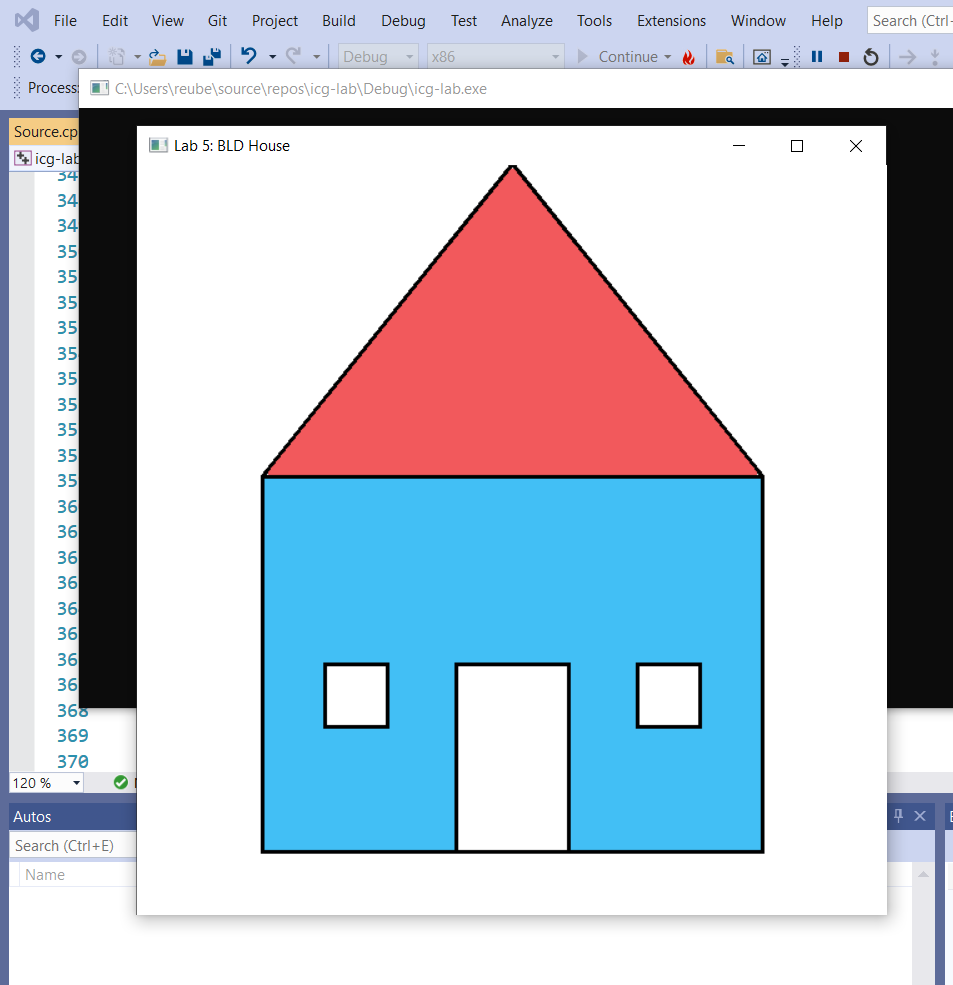 File Edit View Git Project Build Debug Test Analyze Tools Extensions Window Help Search (Ctrl-
Debug x86 Continue
Process: C:\Users\reube\source\repos\icg-lab\Debug\icg-lab.exe
Source.cp
Lab 5: BLD House
icg-lab
34
34
34
35
35
35
35
35
35
35
35
35
35
36
36
36
36
36
36
36
36
368
369
370
120 %
Autos
Search (Ctrl+E)
Name